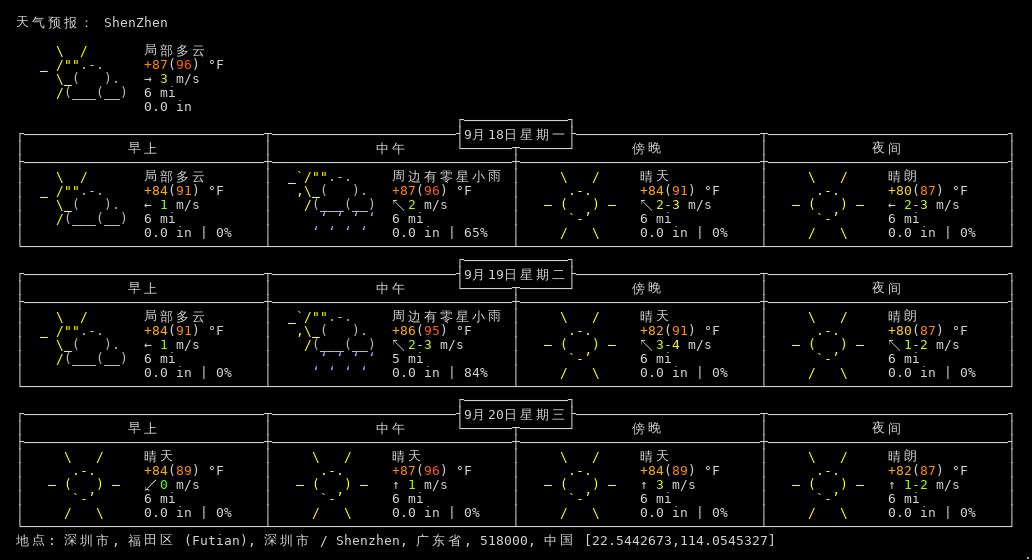 天气预报： ShenZhen
局部多云
+87(96) °F
→ 3 m/s
6 mi
0.0 in
9月18日星期一
早上 中午 傍晚 夜间
局部多云 周边有零星小雨 晴天 晴朗
+84(91) °F +87(96) °F +84(91) °F +80(87) °F
← 1 m/s ↖ 2 m/s ↖ 2-3 m/s ← 2-3 m/s
6 mi 6 mi 6 mi 6 mi
0.0 in | 0% 0.0 in | 65% 0.0 in | 0% 0.0 in | 0%
9月19日星期二
早上 中午 傍晚 夜间
局部多云 周边有零星小雨 晴天 晴朗
+84(91) °F +86(95) °F +82(91) °F +80(87) °F
← 1 m/s ↖ 2-3 m/s ↖ 3-4 m/s ↖ 1-2 m/s
6 mi 5 mi 6 mi 6 mi
0.0 in | 0% 0.0 in | 84% 0.0 in | 0% 0.0 in | 0%
9月20日星期三
早上 中午 傍晚 夜间
晴天 晴天 晴天 晴朗
+84(89) °F +87(96) °F +84(89) °F +82(87) °F
↙ 0 m/s ↑ 1 m/s ↑ 3 m/s ↑ 1-2 m/s
6 mi 6 mi 6 mi 6 mi
0.0 in | 0% 0.0 in | 0% 0.0 in | 0% 0.0 in | 0%
地点: 深圳市, 福田区 (Futian), 深圳市 / Shenzhen, 广东省, 518000, 中国 [22.5442673,114.0545327]